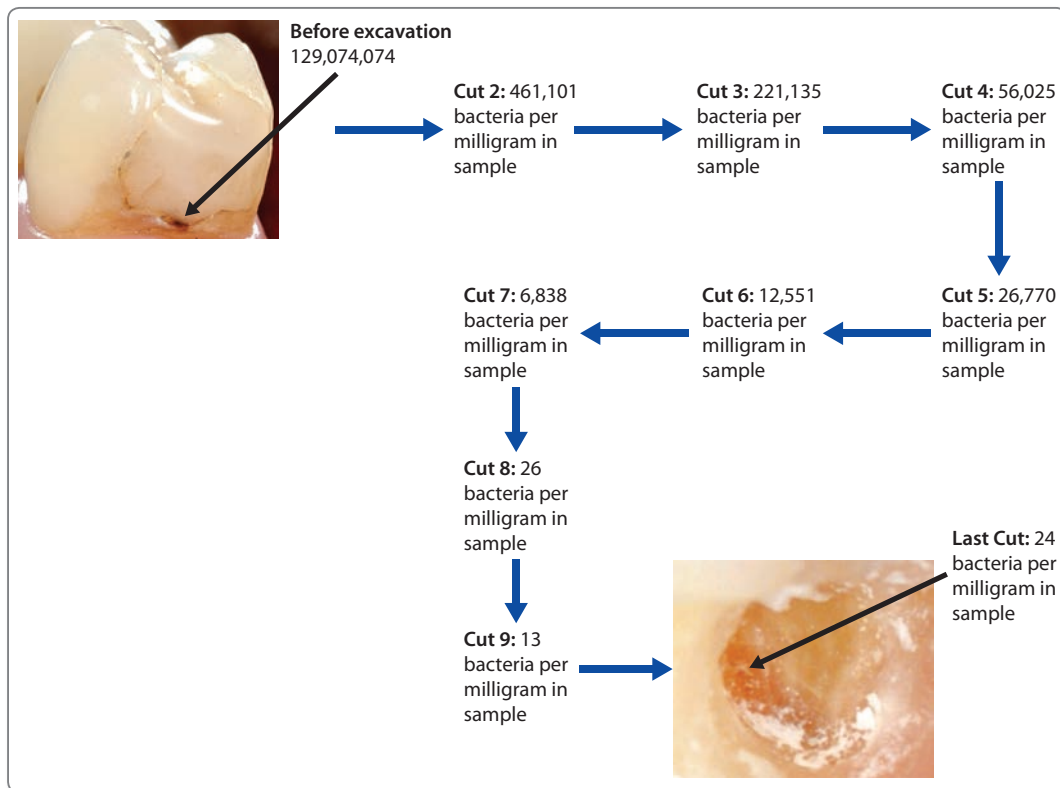 Before excavation
129,074,074
Cut 2: 461,101
bacteria per
milligram in
sample
Cut 3: 221,135
bacteria per
milligram in
sample
Cut 4: 56,025
bacteria per
milligram in
sample
Cut 5: 26,770
bacteria per
milligram in
sample
Cut 6: 12,551
bacteria per
milligram in
sample
Cut 7: 6,838
bacteria per
milligram in
sample
Cut 8: 26
bacteria per
milligram in
sample
Cut 9: 13
bacteria per
milligram in
sample
Last Cut: 24
bacteria per
milligram in
sample